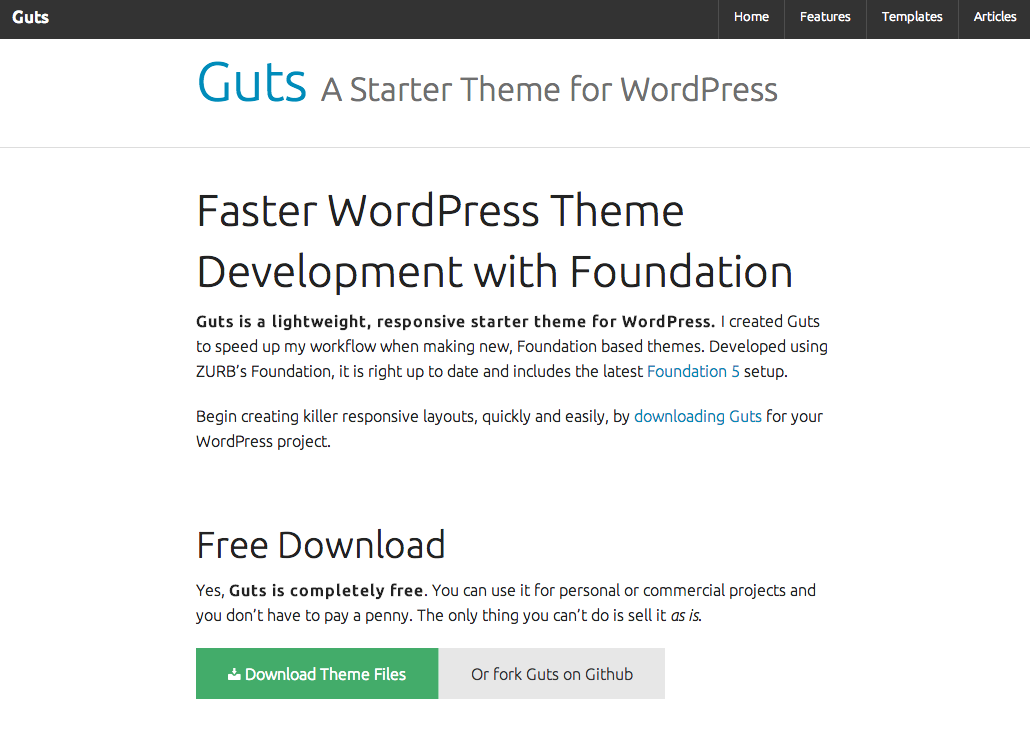 Guts
Home Features Templates Articles
Guts A Starter Theme for WordPress
Faster WordPress Theme
Development with Foundation
Guts is a lightweight, responsive starter theme for WordPress. I created Guts
to speed up my workflow when making new, Foundation based themes. Developed using
ZURB’s Foundation, it is right up to date and includes the latest Foundation 5 setup.
Begin creating killer responsive layouts, quickly and easily, by downloading Guts for your
WordPress project.
Free Download
Yes, Guts is completely free. You can use it for personal or commercial projects and
you don’t have to pay a penny. The only thing you can’t do is sell it as is.
Download Theme Files
Or fork Guts on Github